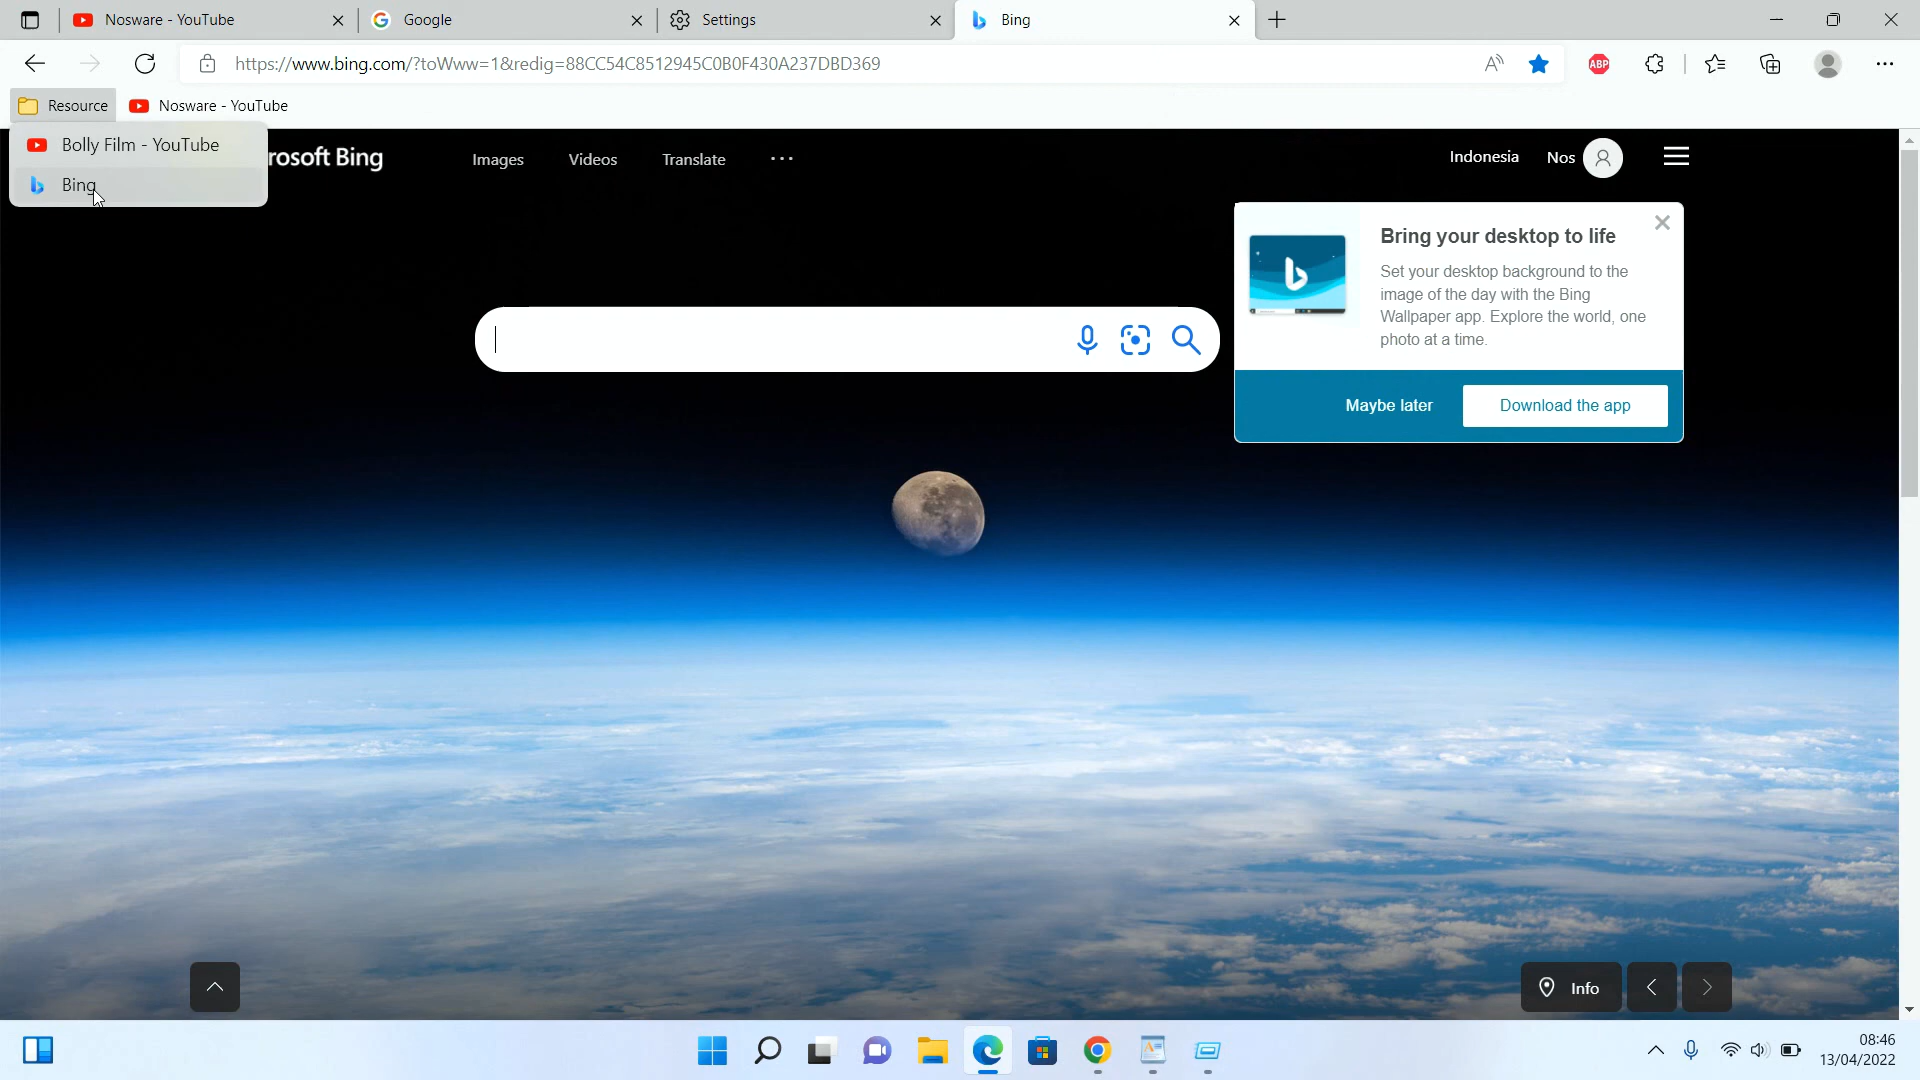 Nosware - YouTube
Google
Settings
Bing
https://www.bing.com/?toWww=1&redig=88CC54C8512945C0B0F430A237DBD369
ABP
Resource
Nosware - YouTube
Bolly Film - YouTube
Bing
rosoft Bing
Images
Videos
Translate
Indonesia
Nos
Bring your desktop to life
Set your desktop background to the
image of the day with the Bing
Wallpaper app. Explore the world, one
photo at a time.
Maybe later
Download the app
Info
08:46
13/04/2022